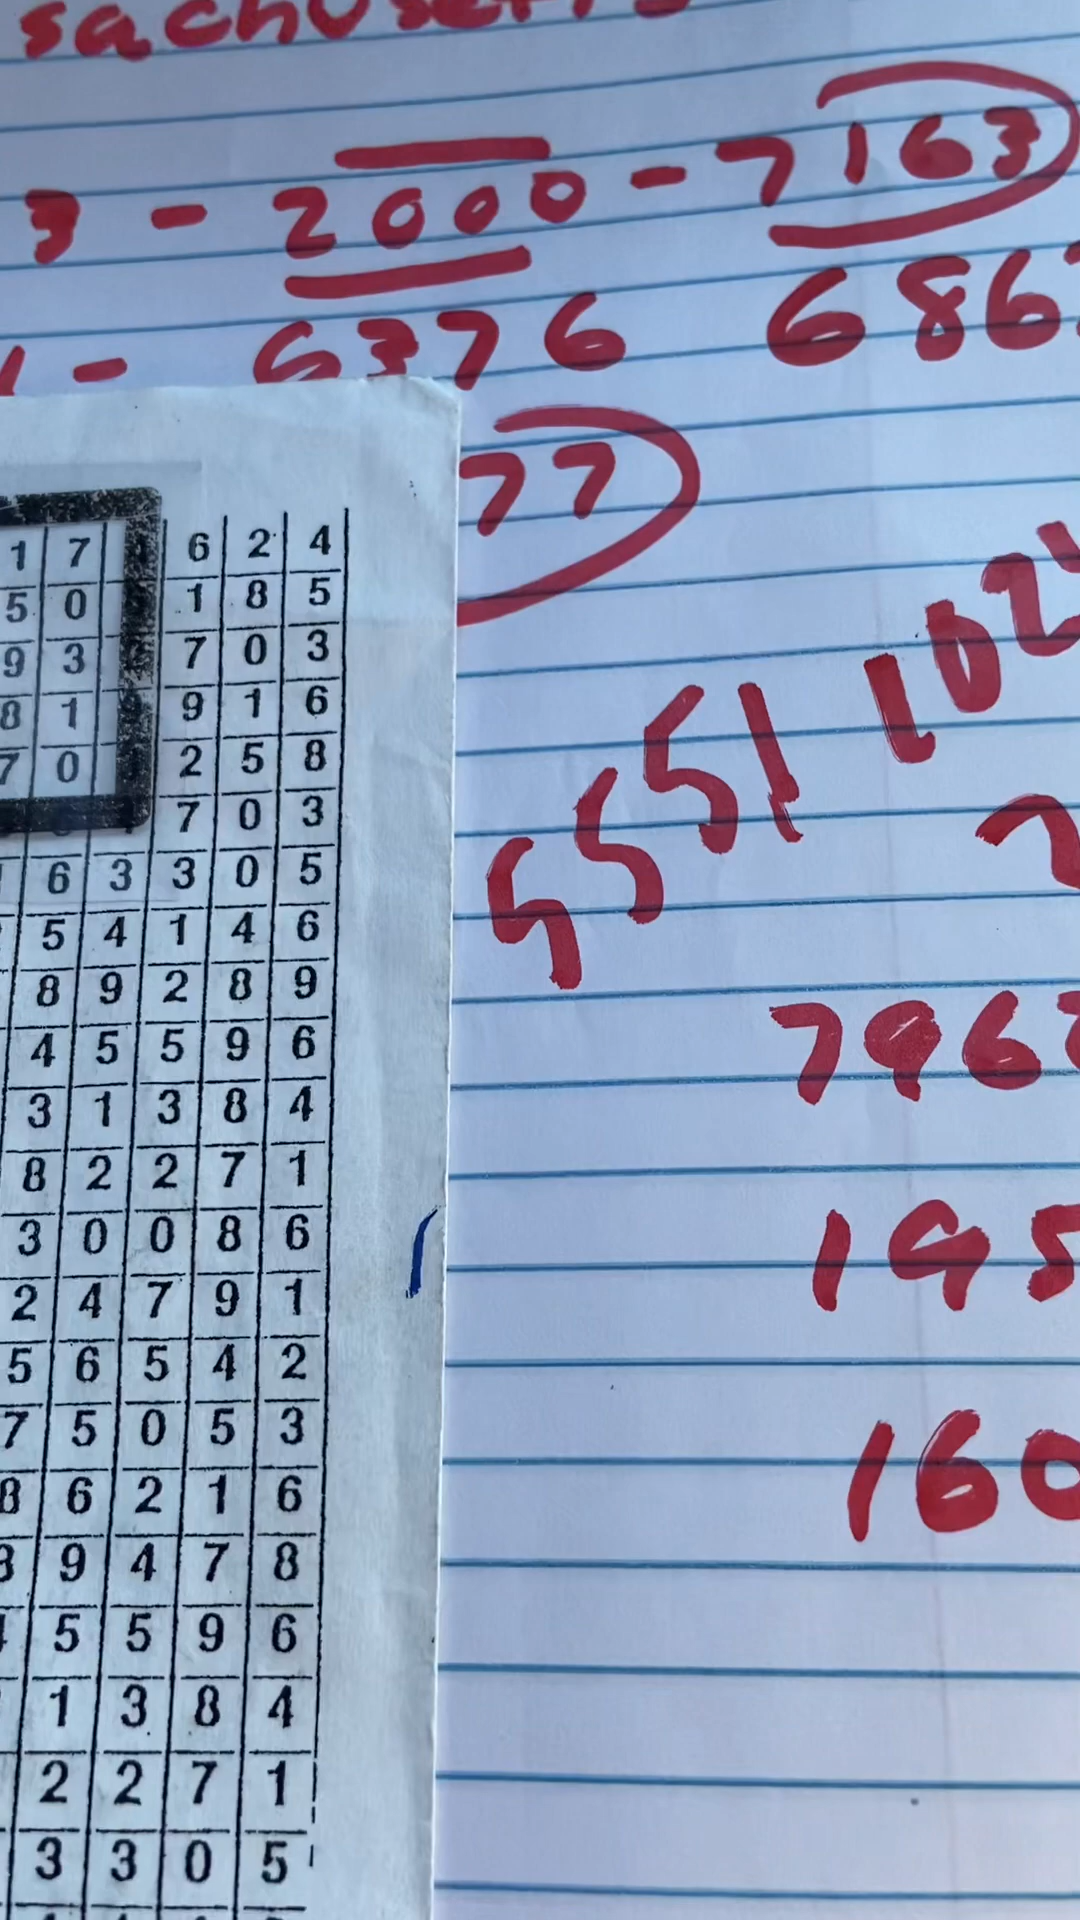 sachusetts
3 - 2000 - 7163
- 6376 686
77
5551 102
796
195
160
1 7 6 2 4
5 0 1 8 5
9 3 7 0 3
8 1 9 1 6
7 0 2 5 8
7 0 3
6 3 3 0 5
5 4 1 4 6
8 9 2 8 9
4 5 5 9 6
3 1 3 8 4
8 2 2 7 1
3 0 0 8 6
2 4 7 9 1
5 6 5 4 2
7 5 0 5 3
8 6 2 1 6
9 4 7 8
5 5 9 6
1 3 8 4
2 2 7 1
3 3 0 5